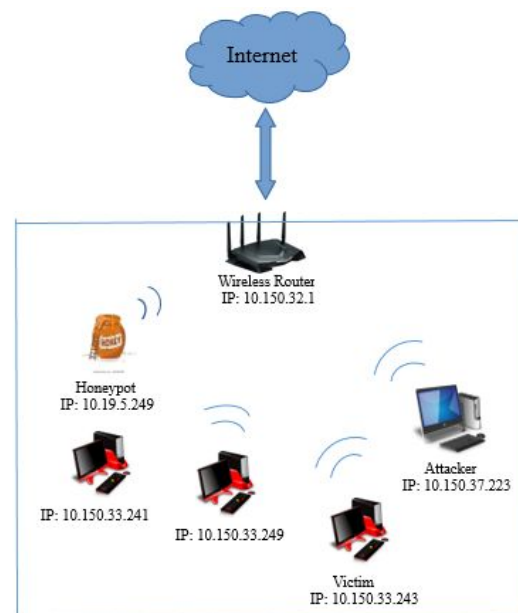 Internet
Wireless Router
IP: 10.150.32.1
HONEY
Honeypot
IP: 10.19.5.249
Attacker
IP: 10.150.37.223
IP: 10.150.33.241
IP: 10.150.33.249
Victim
IP: 10.150.33.243